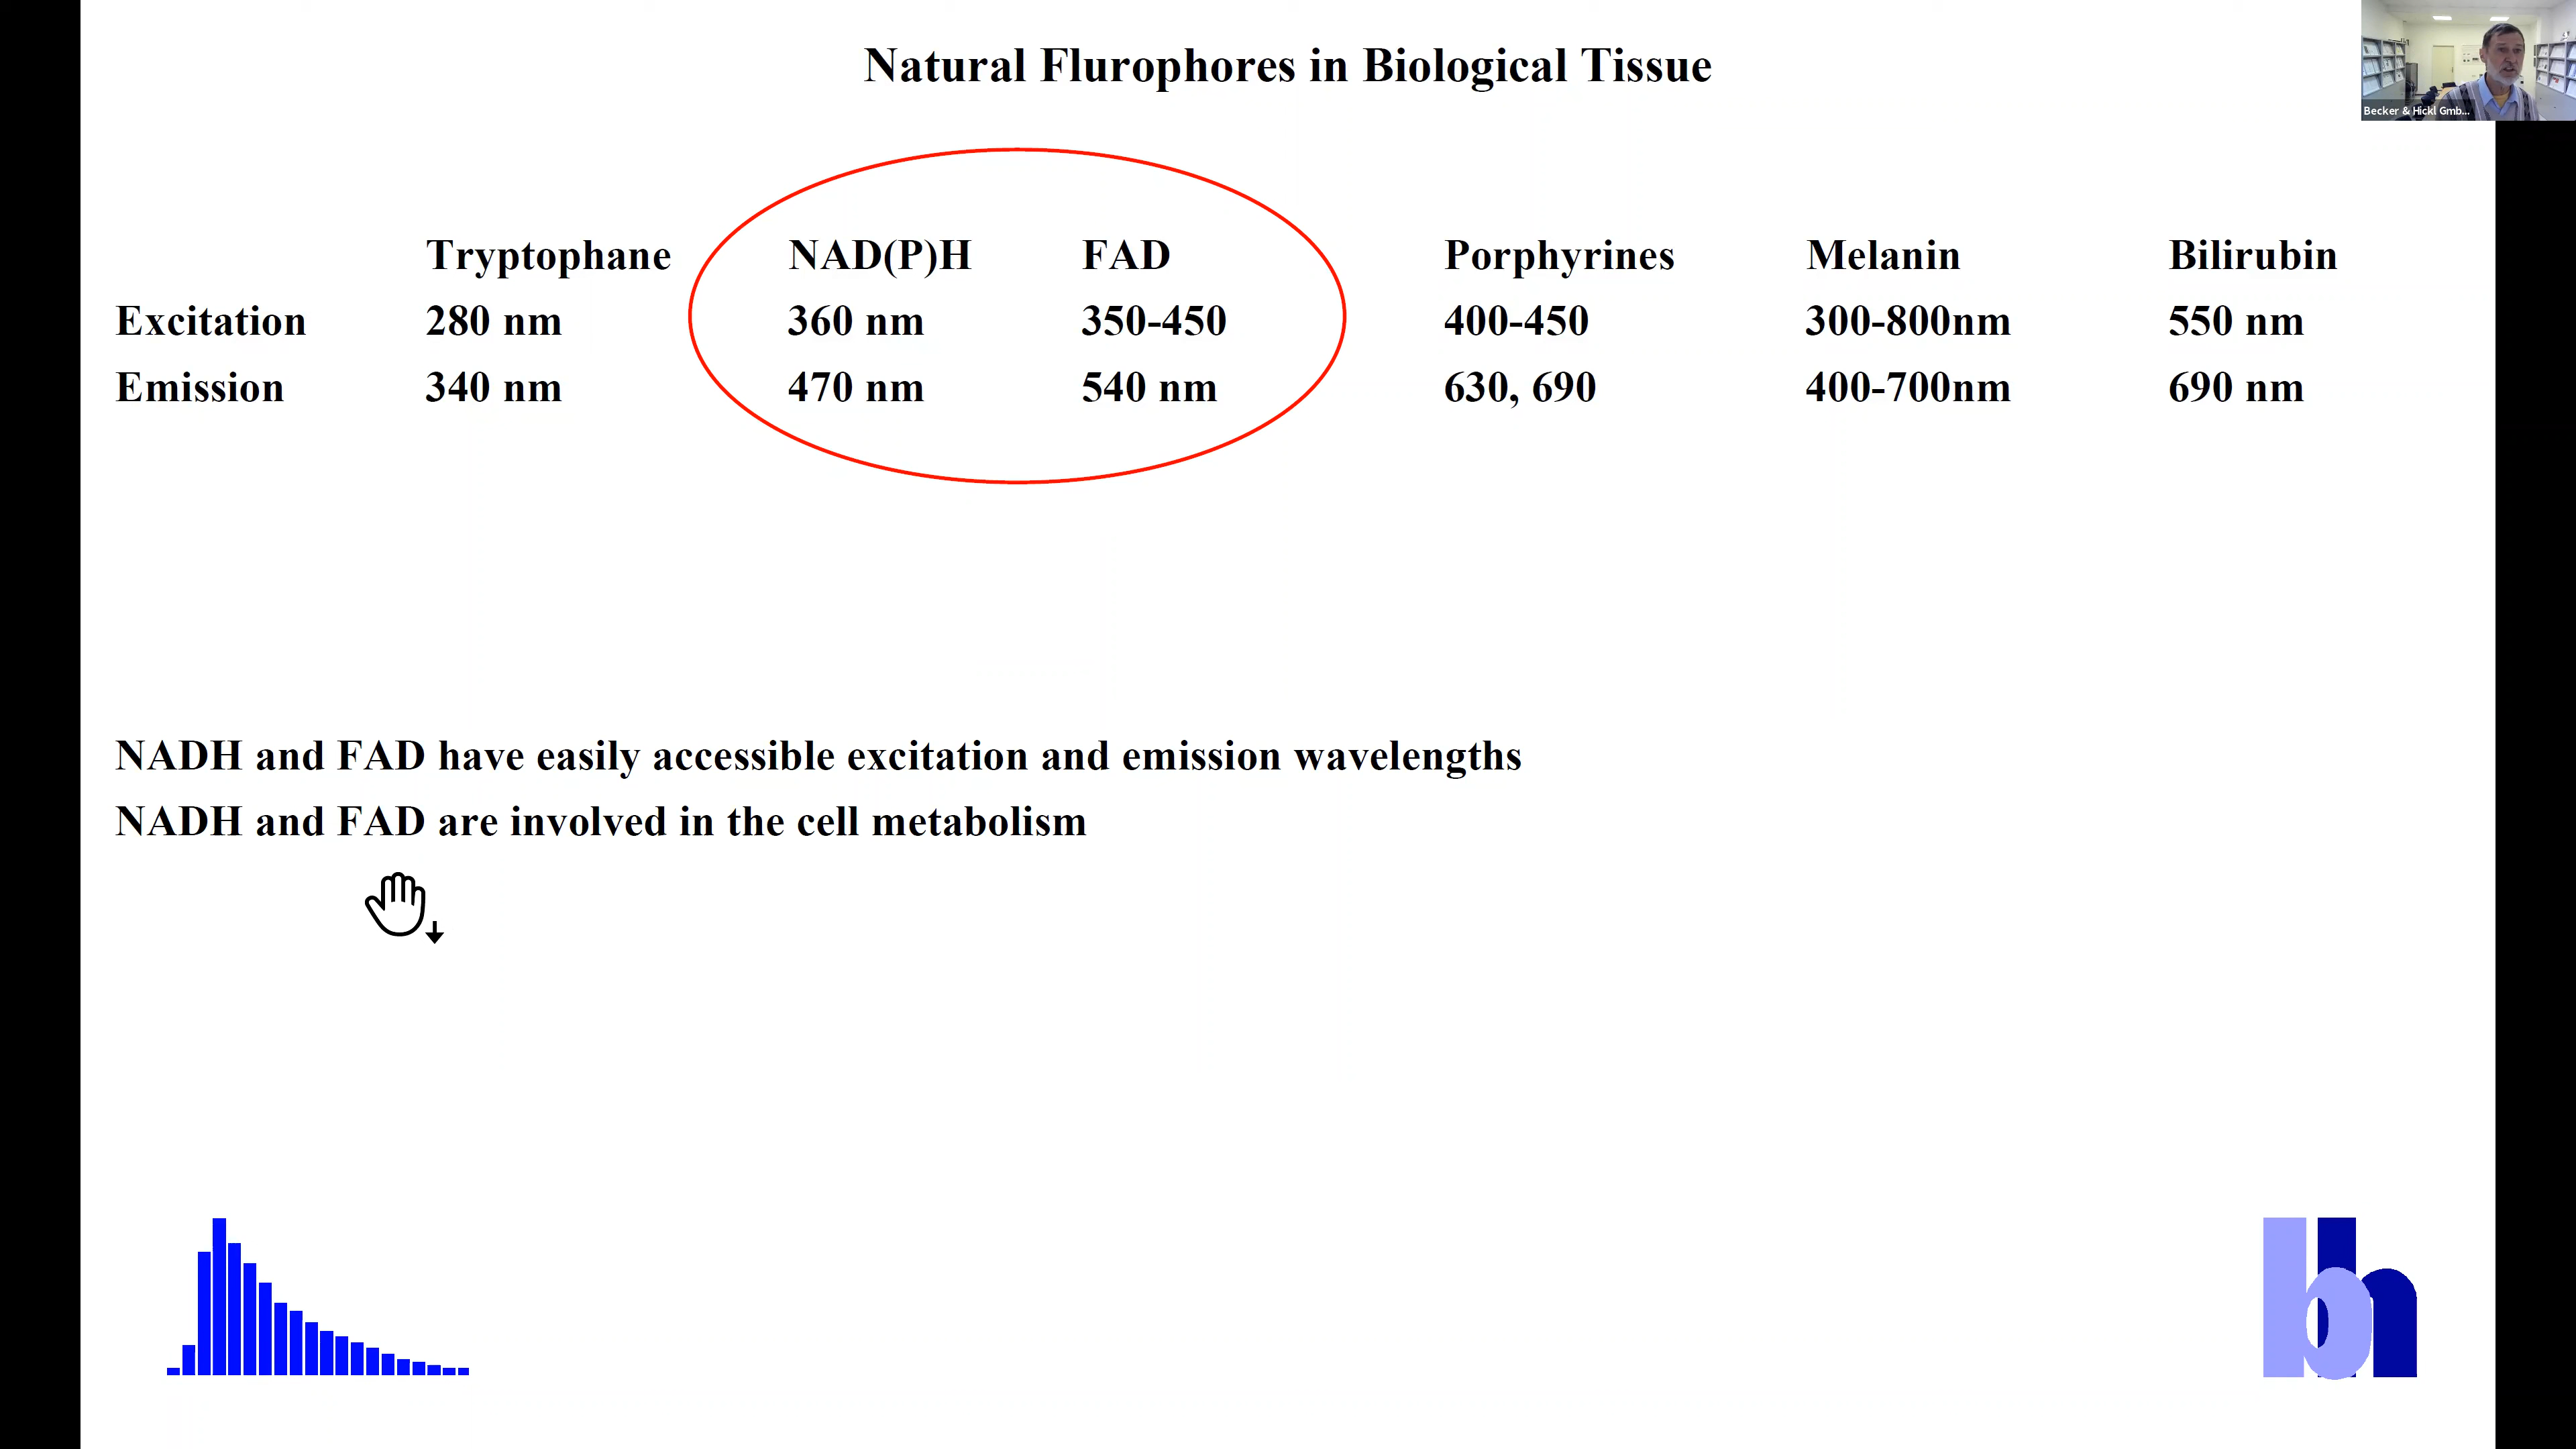 Natural Flurophores in Biological Tissue
Becker & Hickl Gmb...
Tryptophane NAD(P)H FAD Porphyrines Melanin Bilirubin
Excitation 280 nm 360 nm 350-450 400-450 300-800nm 550 nm
Emission 340 nm 470 nm 540 nm 630, 690 400-700nm 690 nm
NADH and FAD have easily accessible excitation and emission wavelengths
NADH and FAD are involved in the cell metabolism
bh